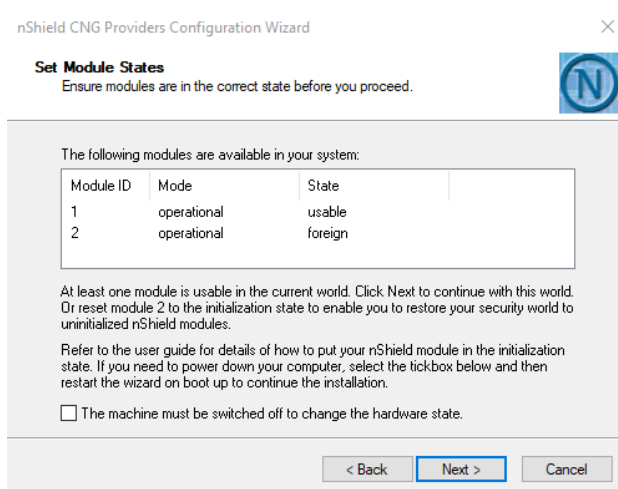 nShield CNG Providers Configuration Wizard
Set Module States
Ensure modules are in the correct state before you proceed.
N
The following modules are available in your system:
Module ID Mode State
1 operational usable
2 operational foreign
At least one module is usable in the current world. Click Next to continue with this world.
Or reset module 2 to the initialization state to enable you to restore your security world to
uninitialized nShield modules.
Refer to the user guide for details of how to put your nShield module in the initialization
state. If you need to power down your computer, select the tickbox below and then
restart the wizard on boot up to continue the installation.
The machine must be switched off to change the hardware state.
< Back Next > Cancel